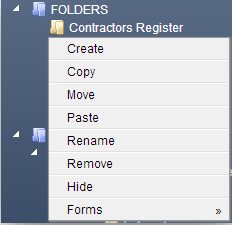 FOLDERS
Contractors Register
Create
Copy
Move
Paste
Rename
Remove
Hide
Forms »